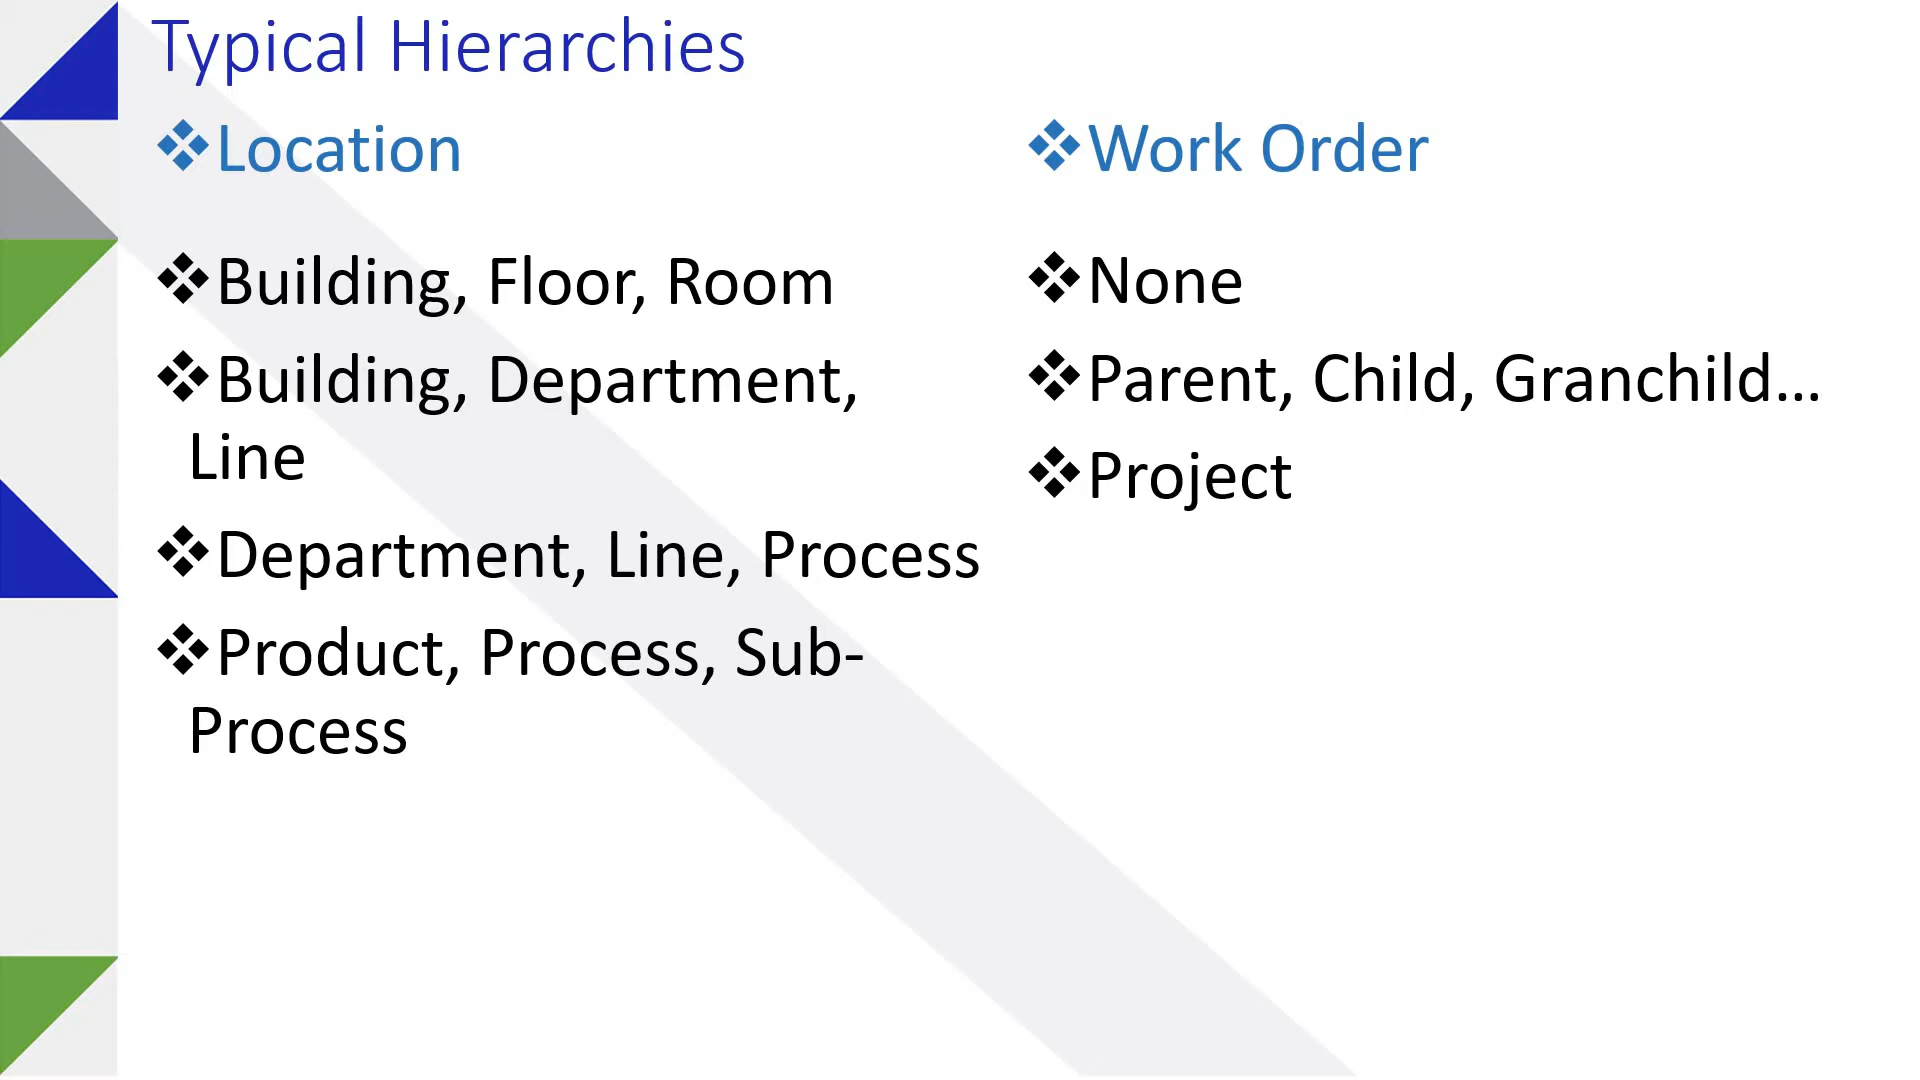 Typical Hierarchies
❖Location
❖Building, Floor, Room
❖Building, Department,
Line
❖Department, Line, Process
❖Product, Process, Sub-
Process
❖Work Order
❖None
❖Parent, Child, Granchild...
❖Project